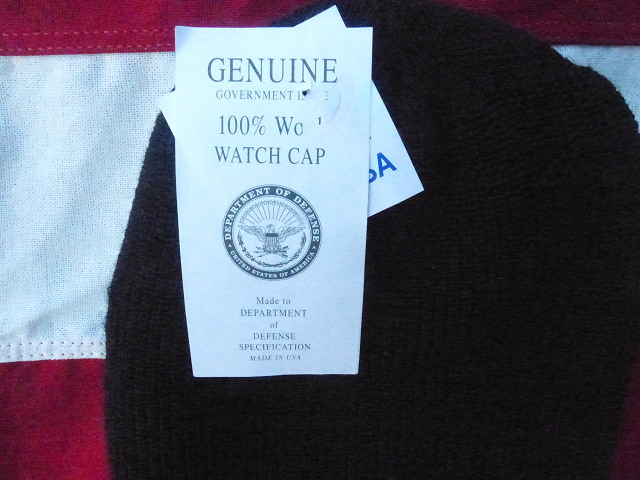 GENUINE
GOVERNMENT
100%
WATCH CAP
DEPARTMENT OF DEFENSE
UNITED STATES OF AMERICA
Made to
DEPARTMENT
of
DEFENSE
SPECIFICATION
MADE IN USA
SA